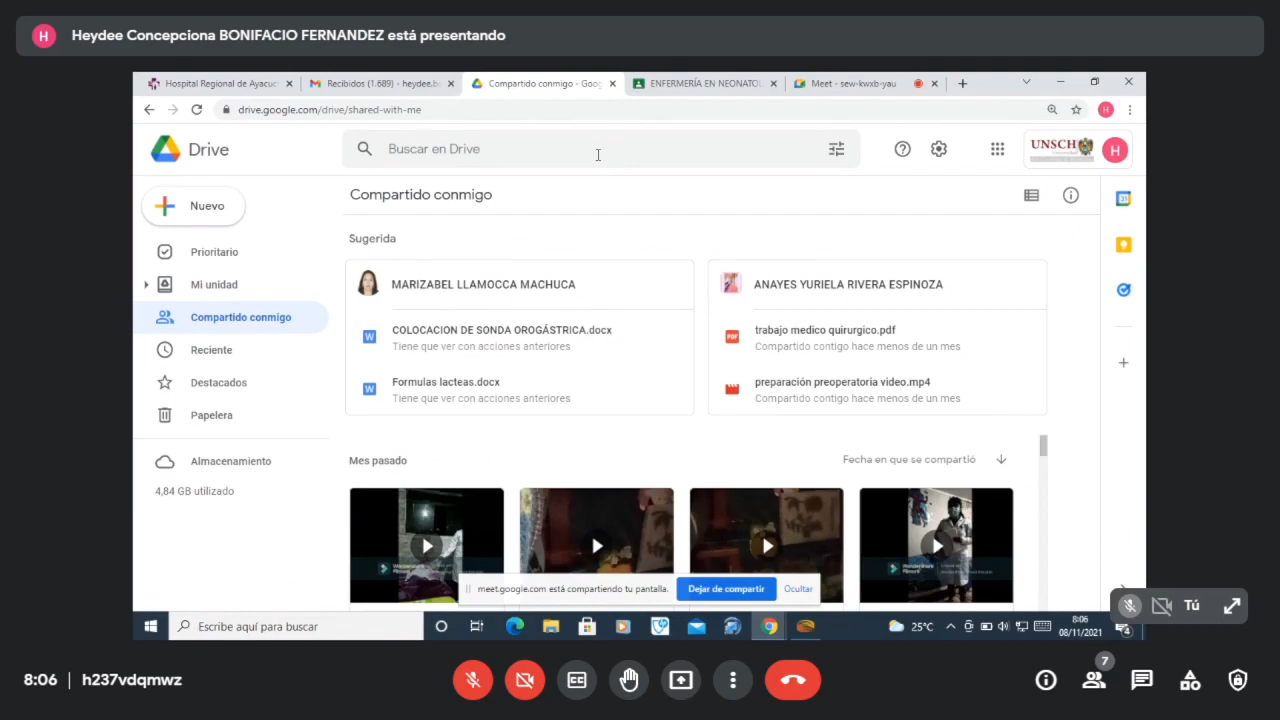 H Heydee Concepciona BONIFACIO FERNANDEZ está presentando
Hospital Regional de Ayacuc
Recibidos (1.689) - heydee.b
Compartido conmigo - Goog
ENFERMERÍA EN NEONATOL
Meet - sew-kwxb-yau
drive.google.com/drive/shared-with-me
H
Drive
Buscar en Drive
UNSCH
H
Nuevo
Compartido conmigo
31
Prioritario
Mi unidad
Compartido conmigo
Reciente
Destacados
Papelera
Almacenamiento
4,84 GB utilizado
Sugerida
MARIZABEL LLAMOCCA MACHUCA
W COLOCACION DE SONDA OROGÁSTRICA.docx
Tiene que ver con acciones anteriores
W Formulas lacteas.docx
Tiene que ver con acciones anteriores
ANAYES YURIELA RIVERA ESPINOZA
PDF trabajo medico quirurgico.pdf
Compartido contigo hace menos de un mes
preparación preoperatoria video.mp4
Compartido contigo hace menos de un mes
Mes pasado
Fecha en que se compartió
meet.google.com está compartiendo tu pantalla.
Dejar de compartir
Ocultar
Tú
Escribe aquí para buscar
25°C
8:06
08/11/2021
4
8:06 | h237vdqmwz
7